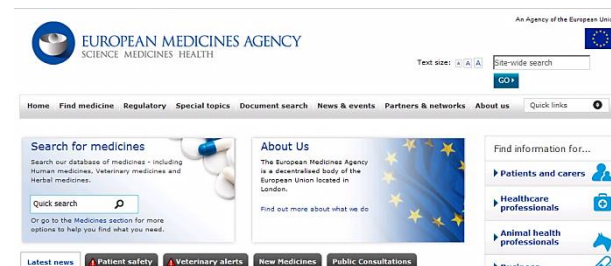 An Agency of the European
EUROPEAN MEDICINES AGENCY
SCIENCE MEDICINES HEALTH
Text size: A A A
Site-wide search
GO
Home Find medicine Regulatory Special topics Document search News & events Partners & networks About us Quick links
Search for medicines
Search our database of medicines - including
Human medicines, Veterinary medicines and
Herbal medicines.
Quick search
Or go to the Medicines section for more
options to help you find what you need.
About Us
The European Medicines Agency
is a decentralised body of the
European Union located in
London.
Find out more about what we do
Find information for...
Patients and carers
Healthcare
professionals
Animal health
professionals
Latest news Patient safety Veterinary alerts New Medicines Public Consultations